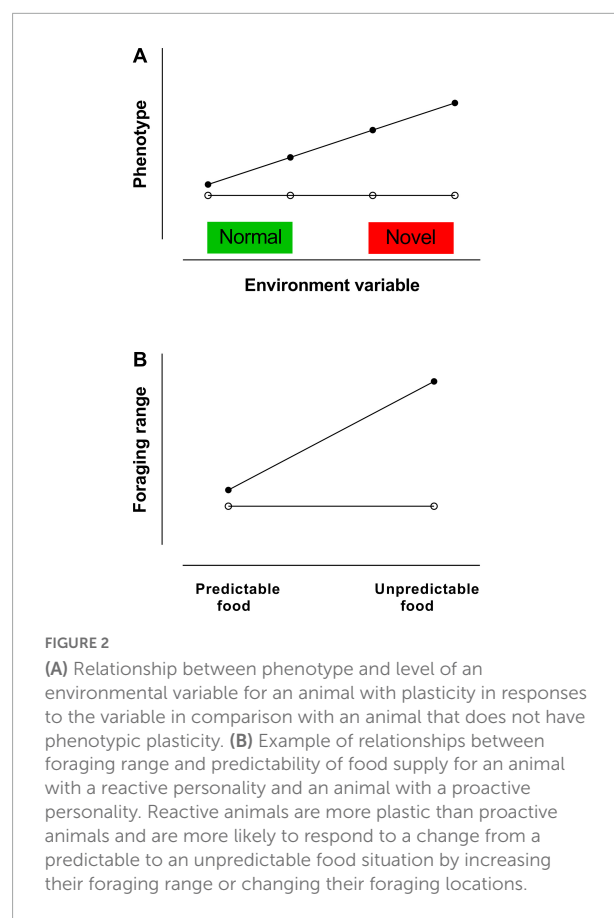 A
Phenotype
Normal
Novel
Environment variable
B
Foraging range
Predictable
food
Unpredictable
food
FIGURE 2
(A) Relationship between phenotype and level of an
environmental variable for an animal with plasticity in responses
to the variable in comparison with an animal that does not have
phenotypic plasticity. (B) Example of relationships between
foraging range and predictability of food supply for an animal
with a reactive personality and an animal with a proactive
personality. Reactive animals are more plastic than proactive
animals and are more likely to respond to a change from a
predictable to an unpredictable food situation by increasing
their foraging range or changing their foraging locations.